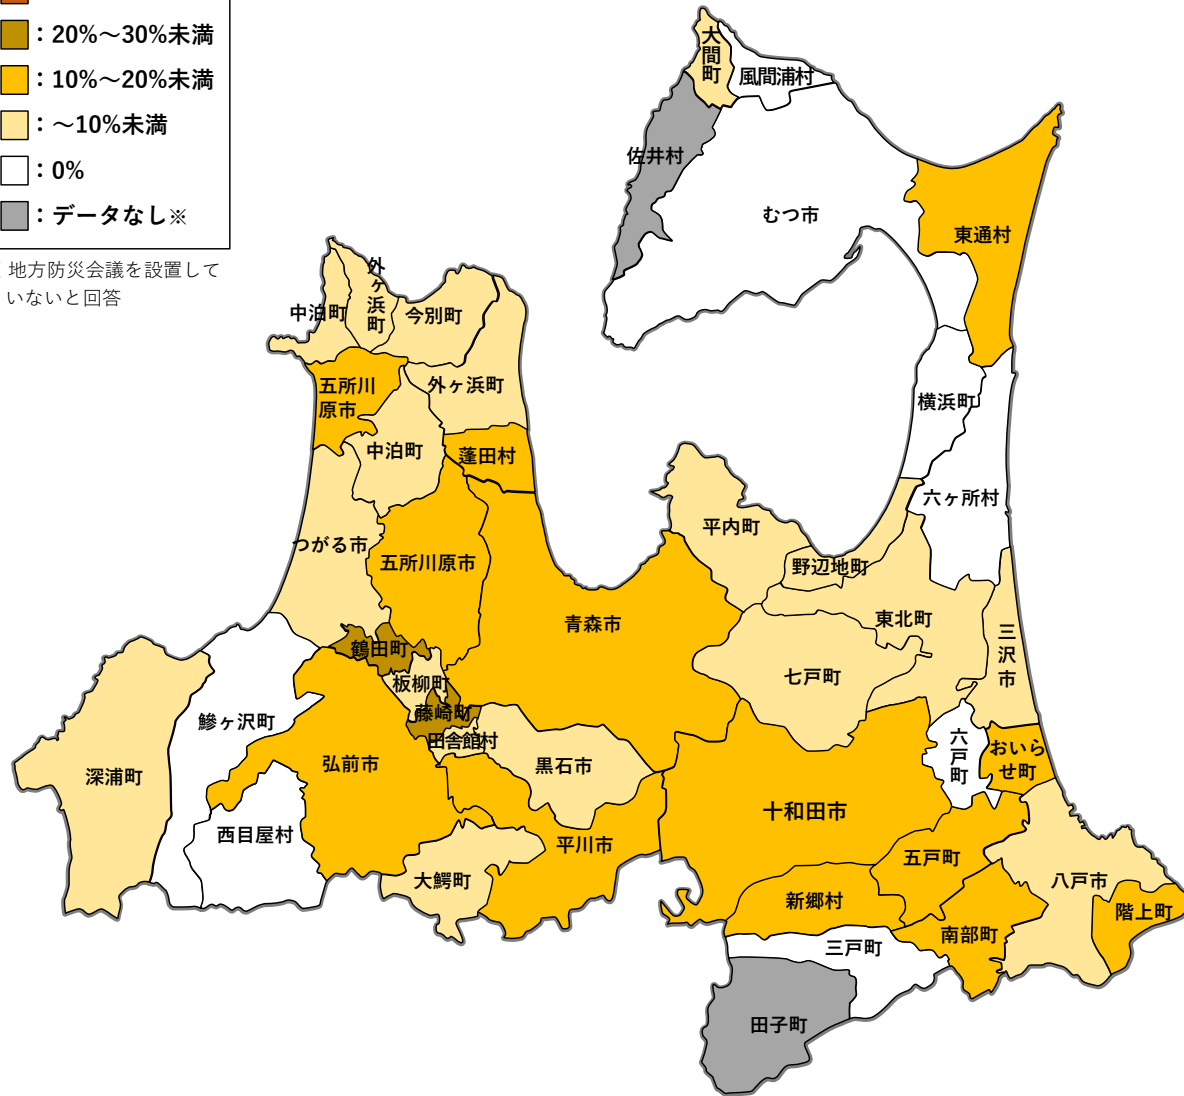 ：20%～30%未満
：10%～20%未満
：～10%未満
：0%
：データなし※
地方防災会議を設置して
いないと回答
大間町
風間浦村
佐井村
むつ市
東通村
外ヶ浜町
中泊町
今別町
五所川
原市
外ヶ浜町
横浜町
中泊町
蓬田村
六ヶ所村
平内町
つがる市
五所川原市
野辺地町
青森市
東北町
三沢市
鶴田町
七戸町
板柳町
藤崎町
鰺ヶ沢町
田舎館村
六戸町
おいら
せ町
弘前市
黒石市
深浦町
十和田市
西目屋村
平川市
五戸町
大鰐町
八戸市
新郷村
階上町
南部町
三戸町
田子町